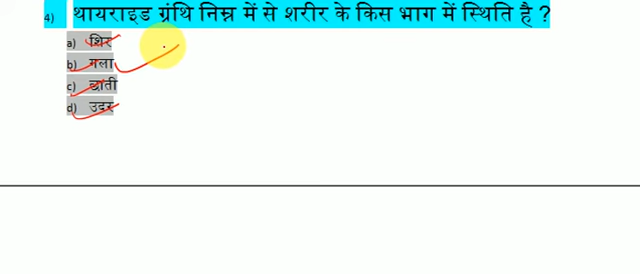 4) थायराइड ग्रंथि निम्न में से शरीर के किस भाग में स्थिति है ?
a) शिर
b) गला
c) छाती
d) उदर